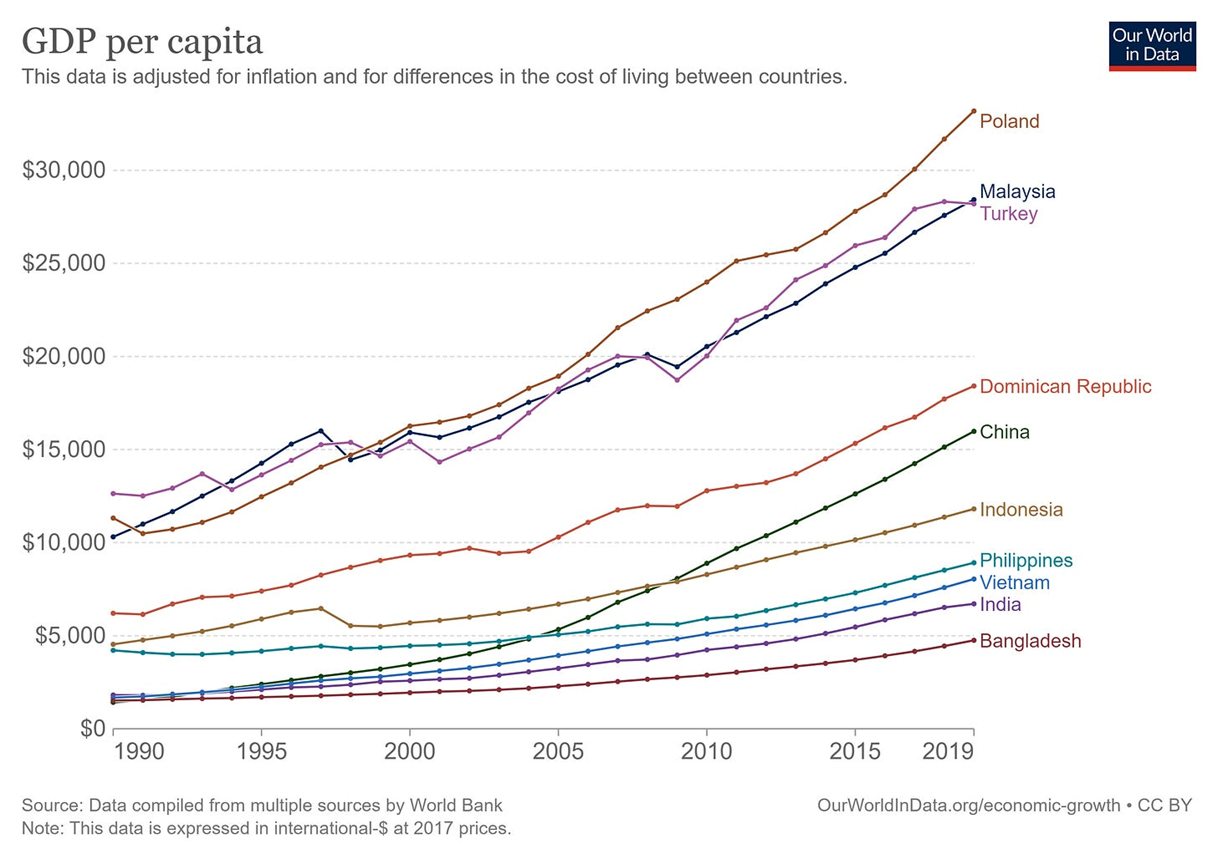 GDP per capita
Our World
in Data
This data is adjusted for inflation and for differences in the cost of living between countries.
Poland
$30,000
Malaysia
Turkey
$25,000
$20,000
Dominican Republic
China
$15,000
Indonesia
$10,000
Philippines
Vietnam
India
$5,000
Bangladesh
$0
1990 1995 2000 2005 2010 2015 2019
Source: Data compiled from multiple sources by World Bank
OurWorldInData.org/economic-growth • CC BY
Note: This data is expressed in international-$ at 2017 prices.